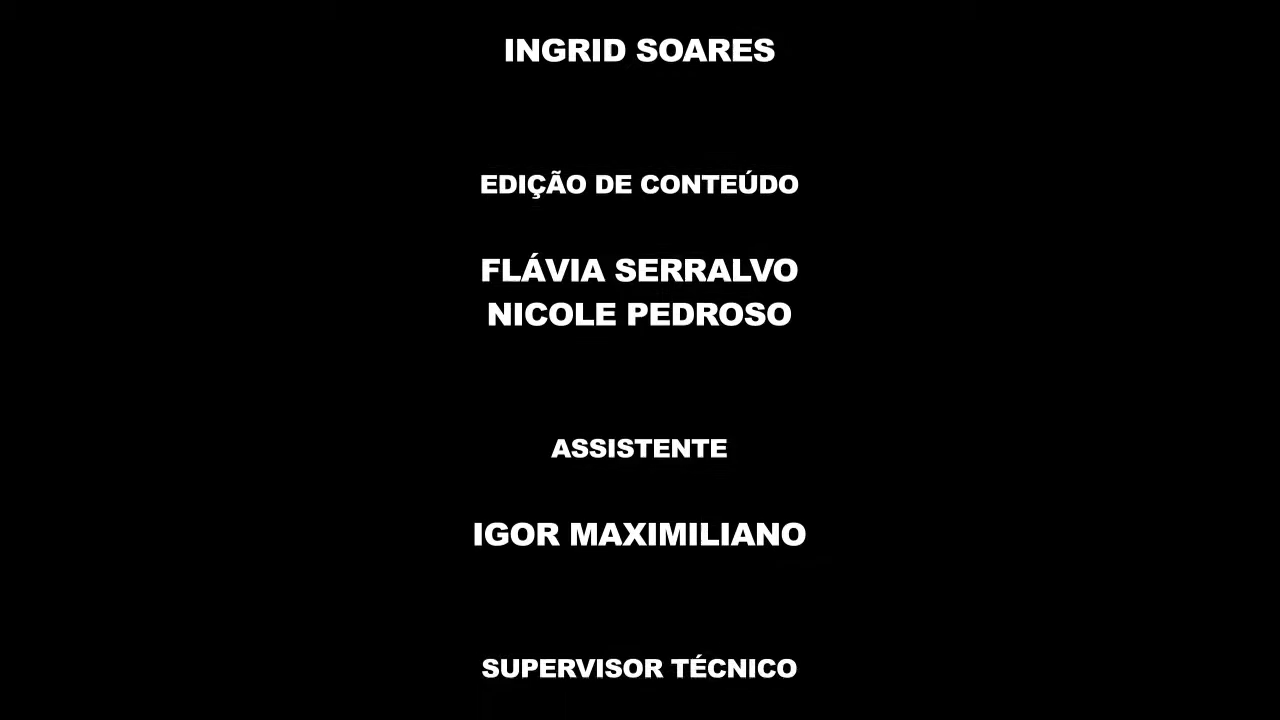 INGRID SOARES
EDIÇÃO DE CONTEÚDO
FLÁVIA SERRALVO
NICOLE PEDROSO
ASSISTENTE
IGOR MAXIMILIANO
SUPERVISOR TÉCNICO